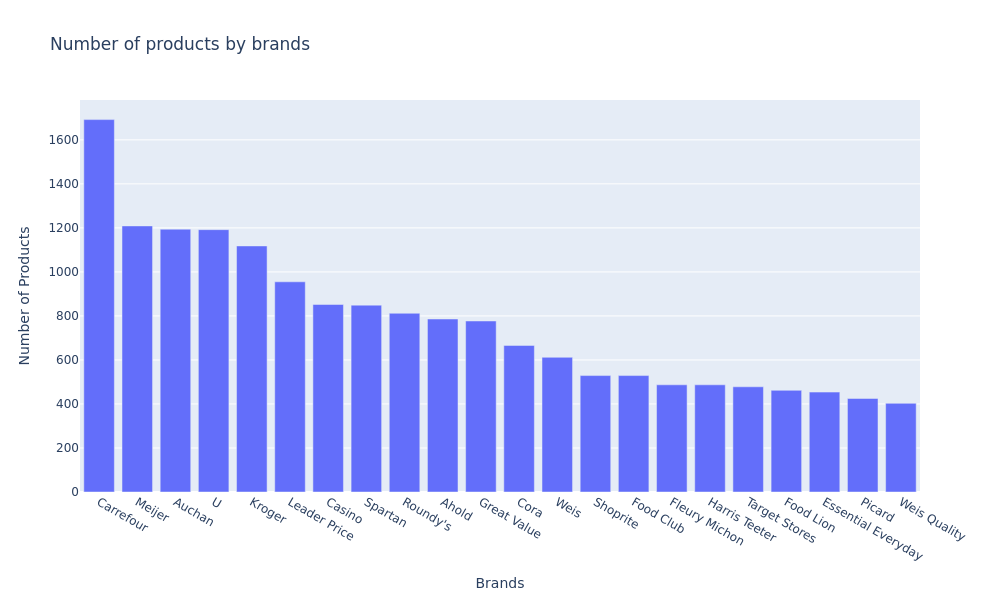 Number of products by brands
Number of Products
1600
1400
1200
1000
800
600
400
200
0
Carrefour
Meijer
Auchan
U
Kroger
Leader Price
Casino
Spartan
Roundy's
Ahold
Great Value
Cora
Weis
Shoprite
Food Club
Fleury Michon
Harris Teeter
Target Stores
Food Lion
Essential Everyday
Picard
Weis Quality
Brands